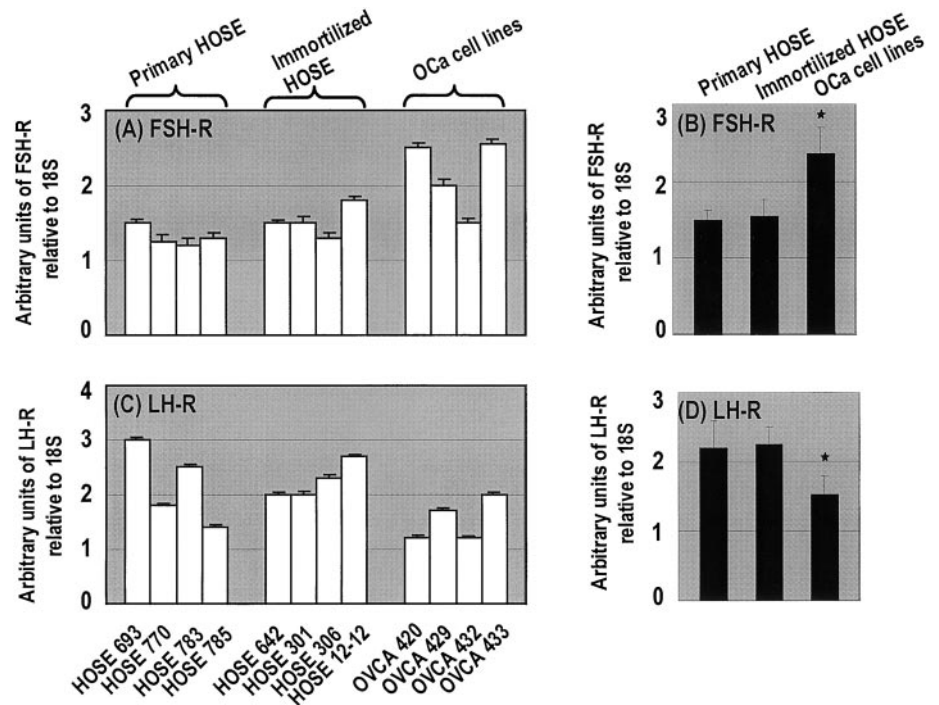 Primary HOSE
Immortilized
HOSE
OCa cell lines
Primary HOSE
Immortilized HOSE
OCa cell lines
(A) FSH-R
Arbitrary units of FSH-R
relative to 18S
3
2
1
0
(B) FSH-R
★
Arbitrary units of FSH-R
relative to 18S
3
2
1
0
(C) LH-R
Arbitrary units of LH-R
relative to 18S
4
3
2
1
0
(D) LH-R
★
Arbitrary units of LH-R
relative to 18S
3
2
1
0
HOSE 693
HOSE 770
HOSE 783
HOSE 785
HOSE 642
HOSE 301
HOSE 306
HOSE 12-12
OVCA 420
OVCA 429
OVCA 432
OVCA 433